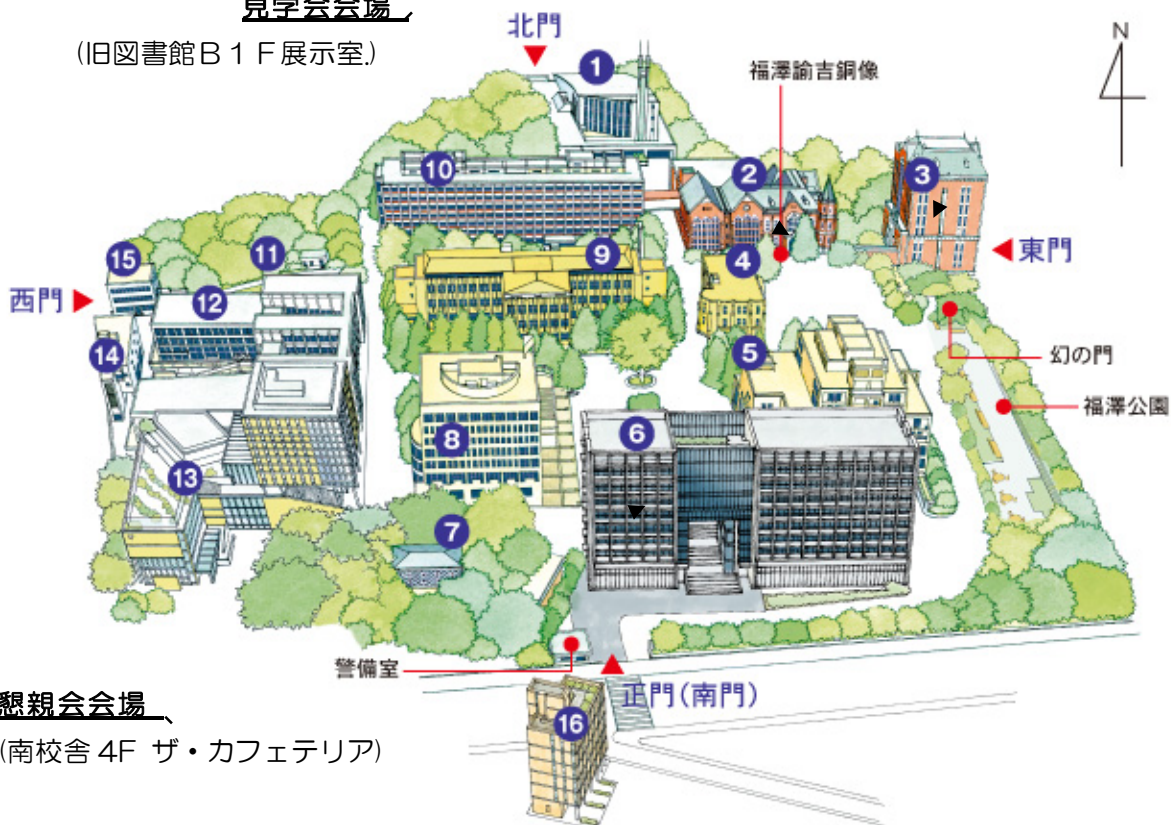 見学会会場
(旧図書館Ｂ１Ｆ展示室)
北門
N
福澤諭吉銅像
1
2
3
10
4
東門
9
11
15
12
西門
14
5
幻の門
福澤公園
6
8
13
7
警備室
正門(南門)
懇親会会場
(南校舎 4F ザ・カフェテリア)
16